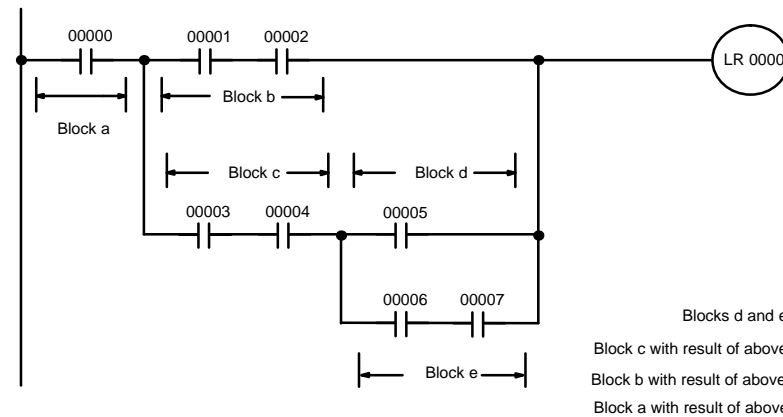 00000 00001 00002
LR 0000
Block a
Block b
Block c Block d
00003 00004 00005
00006 00007
Blocks d and e
Block c with result of above
Block e
Block b with result of above
Block a with result of above